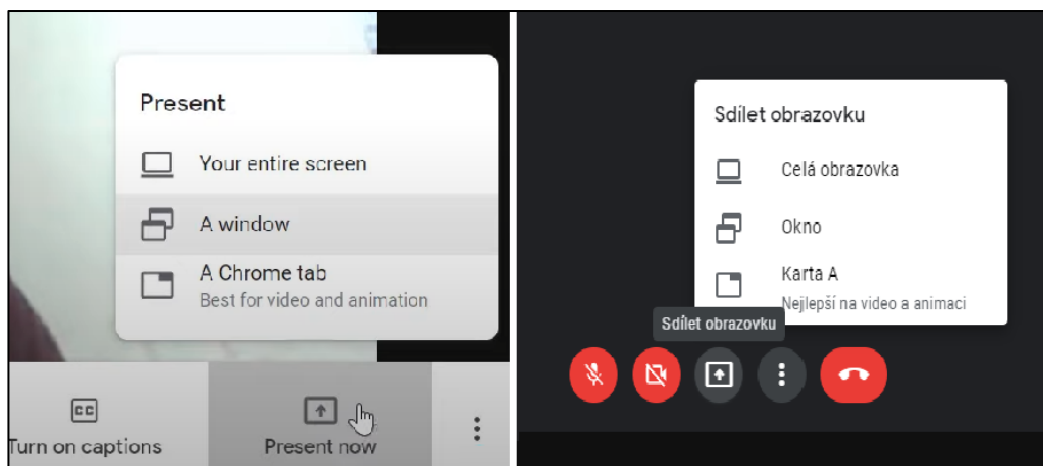 Present
Your entire screen
A window
A Chrome tab
Best for video and animation
CC
Turn on captions
Present now
Sdílet obrazovku
Celá obrazovka
Okno
Karta A
Nejlepší na video a animaci
Sdílet obrazovku